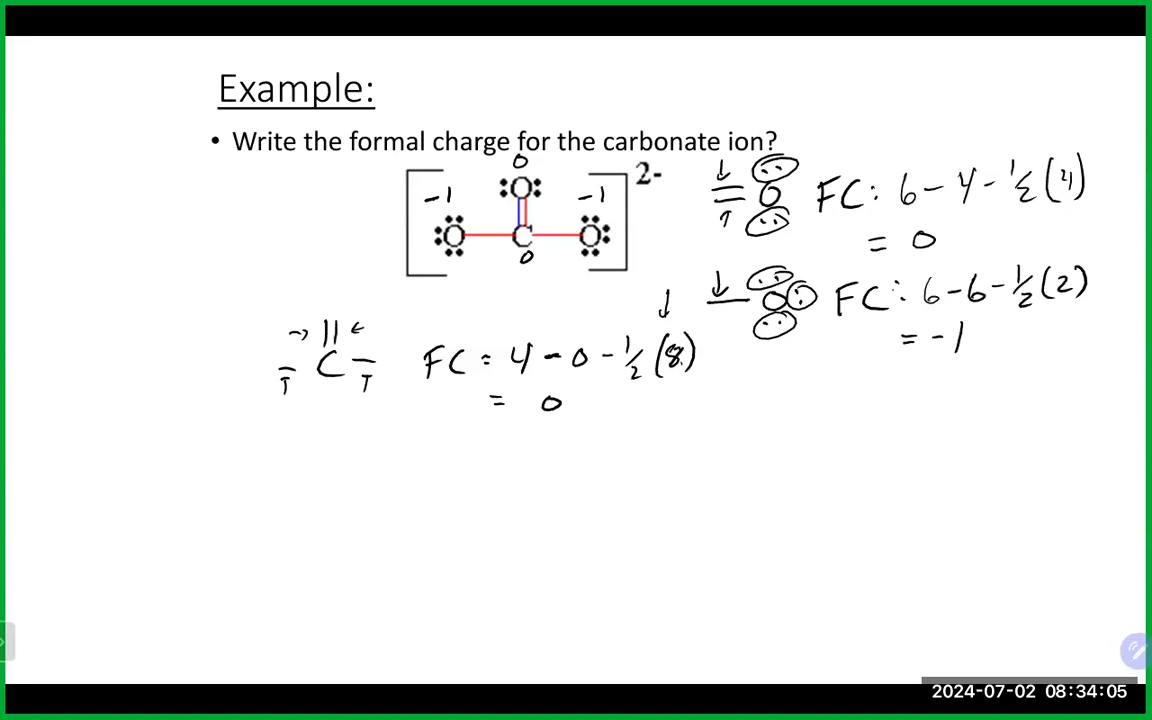 Example:
• Write the formal charge for the carbonate ion?
0
:O:
2-
-1
-1
:O
C
O:
0
= O FC: 6 - 4 - 1/2 (4)
= 0
- O FC: 6 - 6 - 1/2 (2)
= -1
C FC = 4 - 0 - 1/2 (8)
= 0
2024-07-02 08:34:05